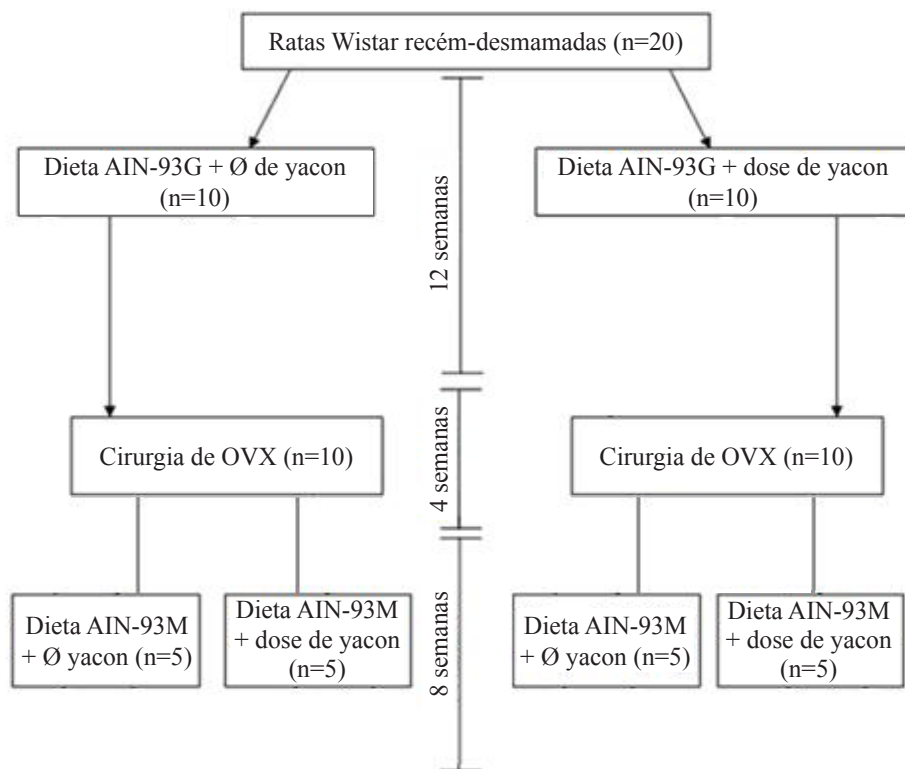 Ratas Wistar recém-desmamadas (n=20)
Dieta AIN-93G + Ø de yacon
(n=10)
Dieta AIN-93G + dose de yacon
(n=10)
12 semanas
Cirurgia de OVX (n=10)
Cirurgia de OVX (n=10)
4 semanas
Dieta AIN-93M
+ Ø yacon (n=5)
Dieta AIN-93M
+ dose de yacon
(n=5)
Dieta AIN-93M
+ Ø yacon (n=5)
Dieta AIN-93M
+ dose de yacon
(n=5)
8 semanas